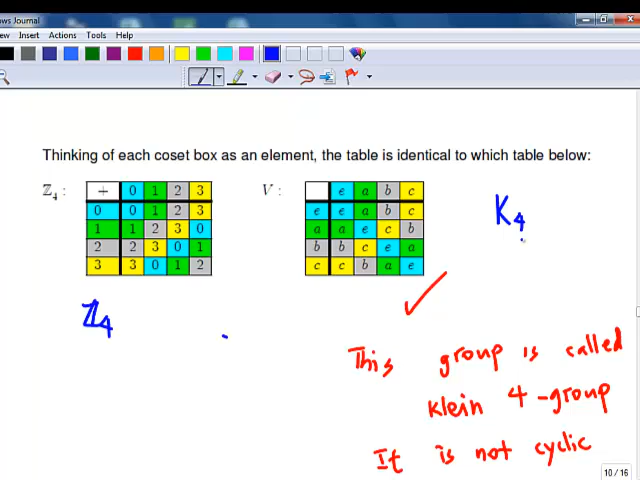 ws Journal
ew Insert Actions Tools Help
Thinking of each coset box as an element, the table is identical to which table below:
ℤ₄ :
+ 0 1 2 3
0 0 1 2 3
1 1 2 3 0
2 2 3 0 1
3 3 0 1 2
V :
e a b c
e e a b c
a a e c b
b b c e a
c c b a e
K₄
ℤ₄
This group is called
Klein 4-group
It is not cyclic
10 / 16